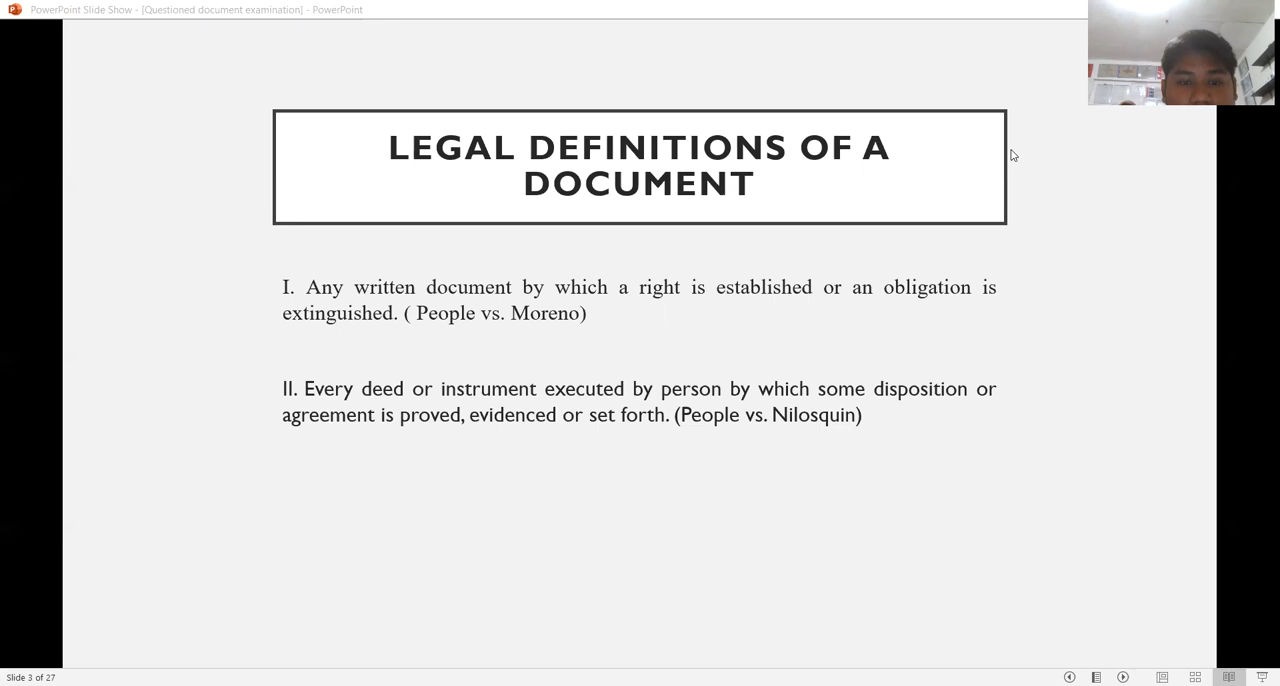 PowerPoint Slide Show - [Questioned document examination] - PowerPoint
LEGAL DEFINITIONS OF A
DOCUMENT
I. Any written document by which a right is established or an obligation is
extinguished. ( People vs. Moreno)
II. Every deed or instrument executed by person by which some disposition or
agreement is proved, evidenced or set forth. (People vs. Nilosquin)
Slide 3 of 27